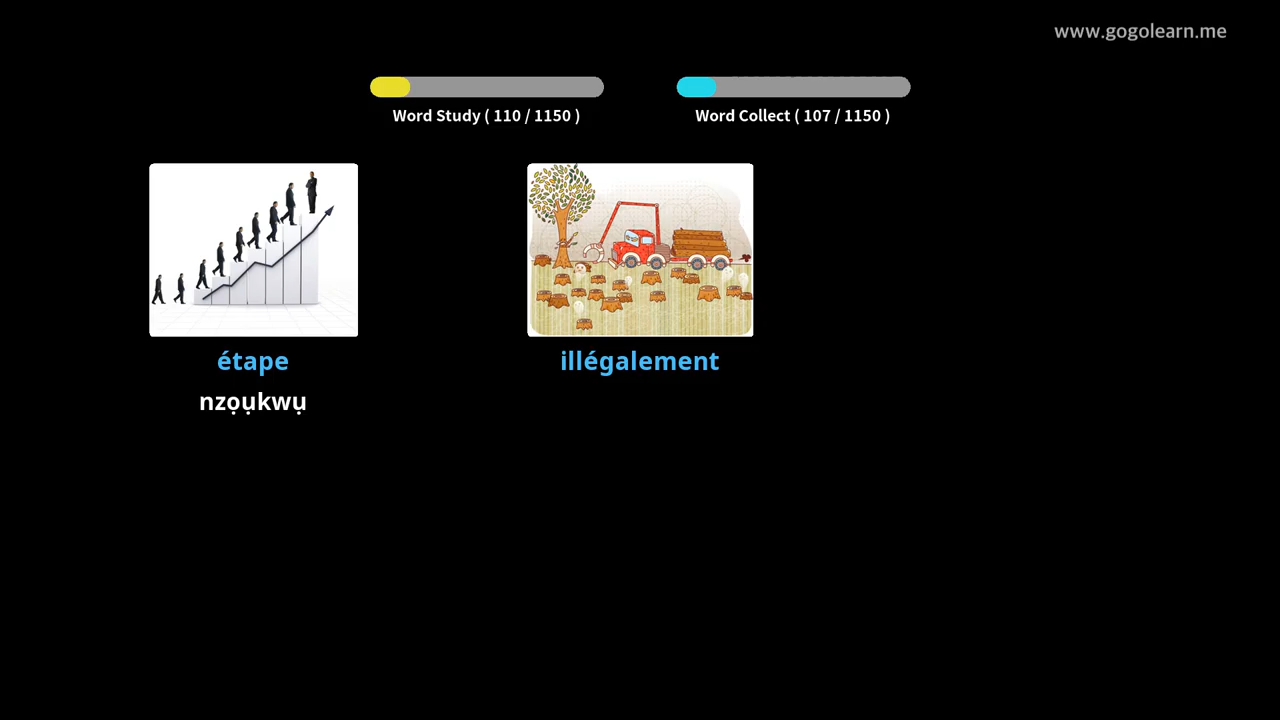 www.gogolearn.me
Word Study ( 110 / 1150 )
Word Collect ( 107 / 1150 )
étape
illégalement
nzọụkwụ